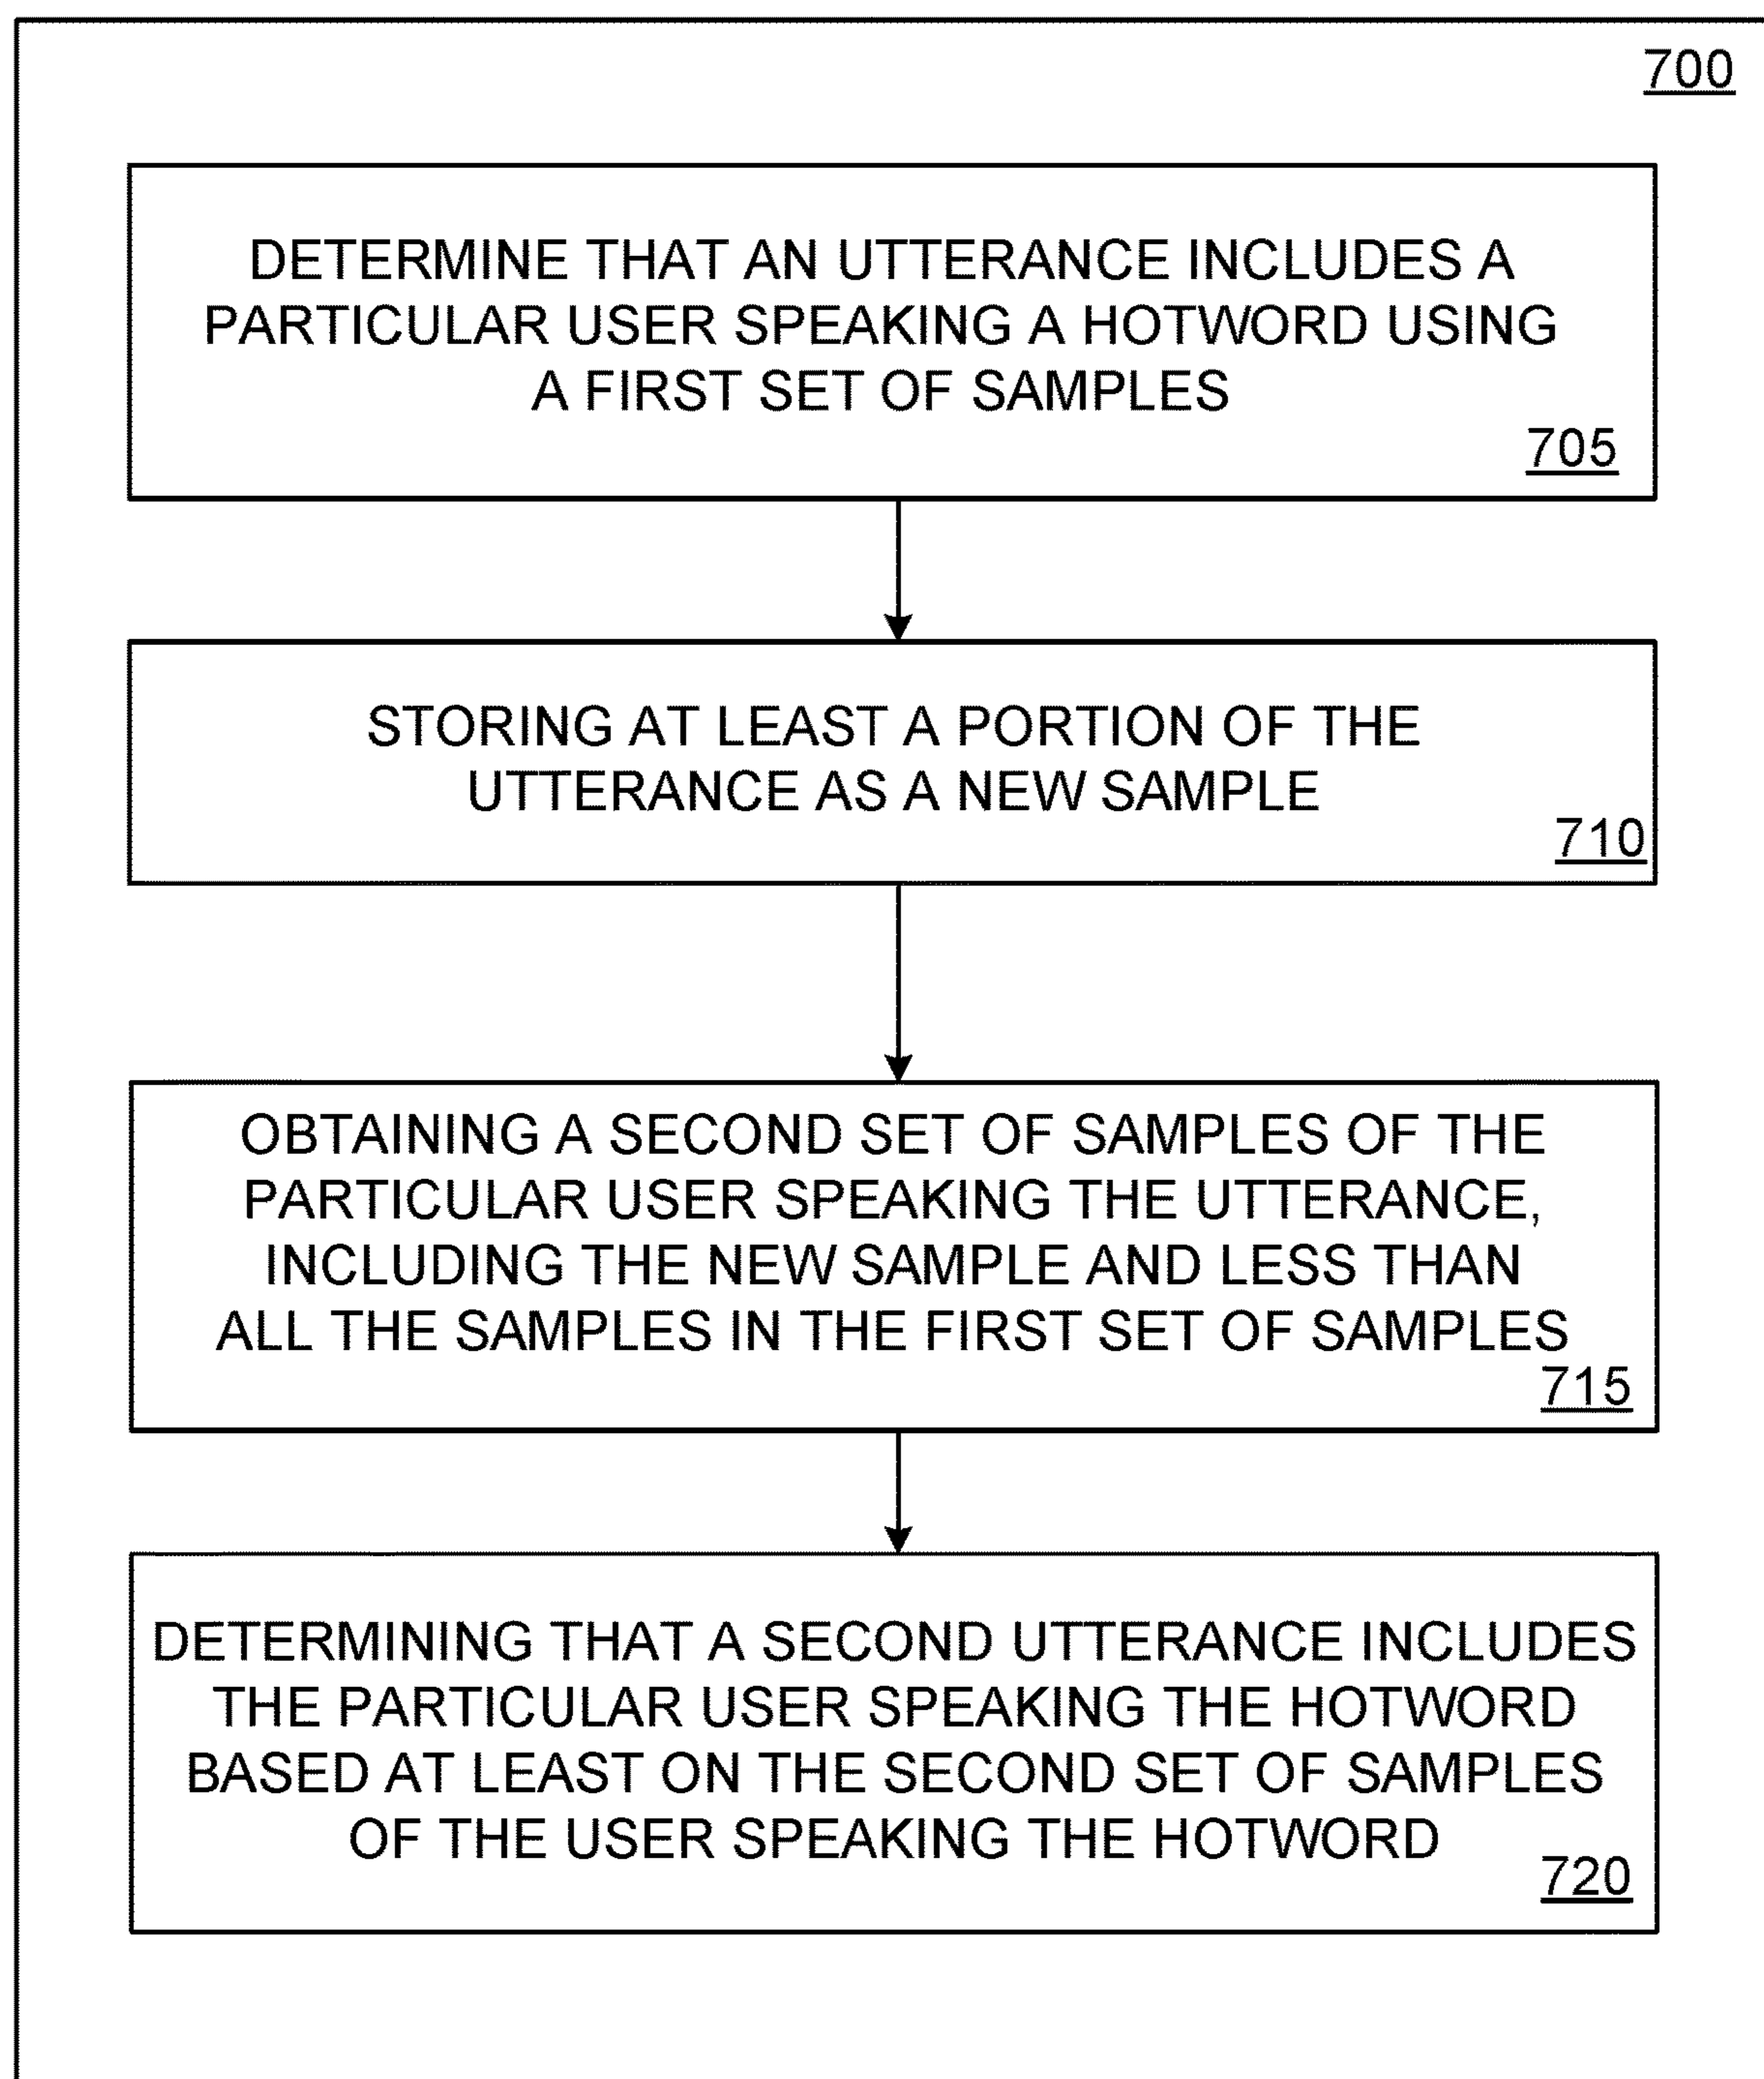 700
DETERMINE THAT AN UTTERANCE INCLUDES A
PARTICULAR USER SPEAKING A HOTWORD USING
A FIRST SET OF SAMPLES
705
STORING AT LEAST A PORTION OF THE
UTTERANCE AS A NEW SAMPLE
710
OBTAINING A SECOND SET OF SAMPLES OF THE
PARTICULAR USER SPEAKING THE UTTERANCE,
INCLUDING THE NEW SAMPLE AND LESS THAN
ALL THE SAMPLES IN THE FIRST SET OF SAMPLES
715
DETERMINING THAT A SECOND UTTERANCE INCLUDES
THE PARTICULAR USER SPEAKING THE HOTWORD
BASED AT LEAST ON THE SECOND SET OF SAMPLES
OF THE USER SPEAKING THE HOTWORD
720